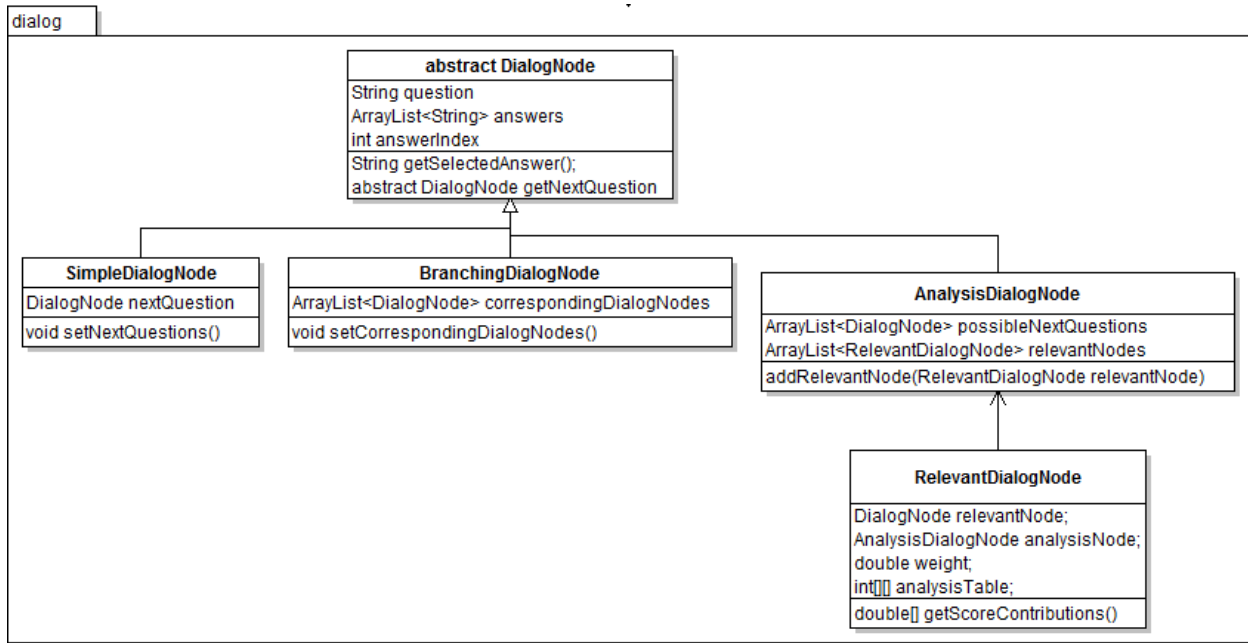 dialog
abstract DialogNode
String question
ArrayList<String> answers
int answerIndex
String getSelectedAnswer();
abstract DialogNode getNextQuestion
SimpleDialogNode
DialogNode nextQuestion
void setNextQuestions()
BranchingDialogNode
ArrayList<DialogNode> correspondingDialogNodes
void setCorrespondingDialogNodes()
AnalysisDialogNode
ArrayList<DialogNode> possibleNextQuestions
ArrayList<RelevantDialogNode> relevantNodes
addRelevantNode(RelevantDialogNode relevantNode)
RelevantDialogNode
DialogNode relevantNode;
AnalysisDialogNode analysisNode;
double weight;
int[][] analysisTable;
double[] getScoreContributions()